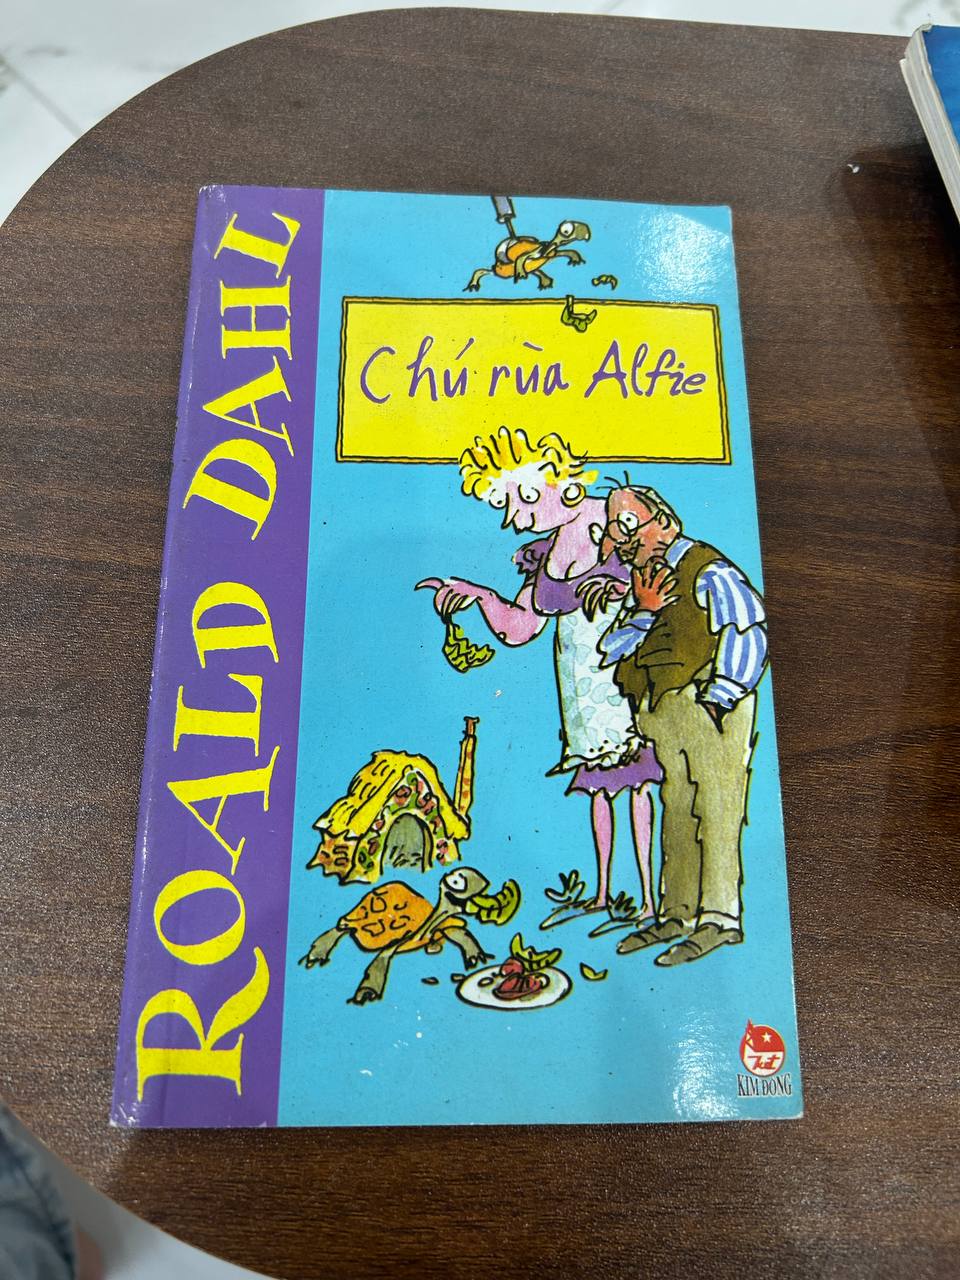 ROALD DAHL
Chú rùa Alfie
KIM ĐỒNG